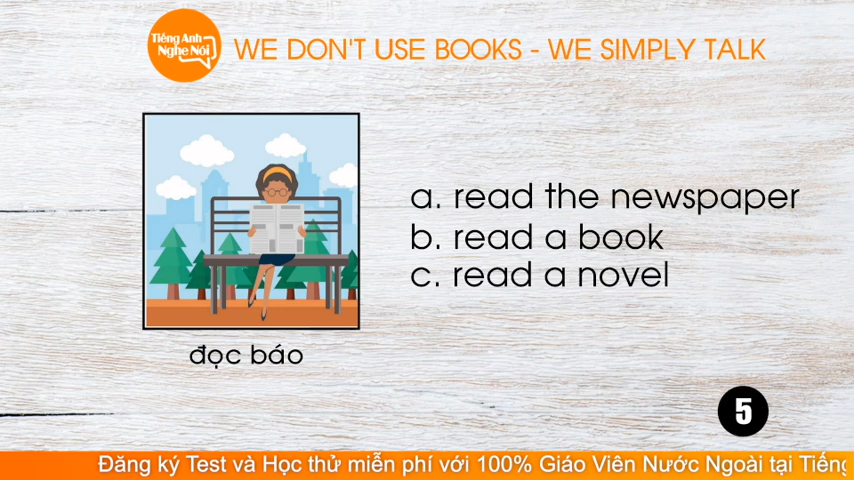 Tiếng Anh
Nghe Nói
WE DON'T USE BOOKS - WE SIMPLY TALK
a. read the newspaper
b. read a book
c. read a novel
đọc báo
5
Đăng ký Test và Học thử miễn phí với 100% Giáo Viên Nước Ngoài tại Tiếng